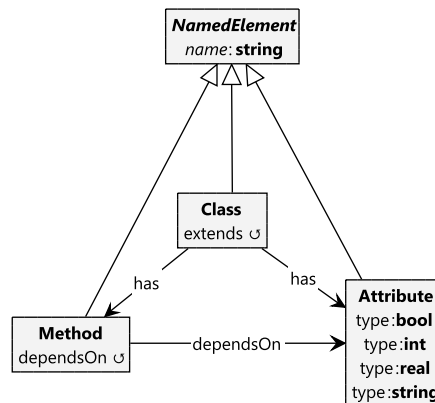 NamedElement
name: string
Class
extends ↺
has
has
Method
dependsOn ↺
dependsOn
Attribute
type:bool
type:int
type:real
type:string